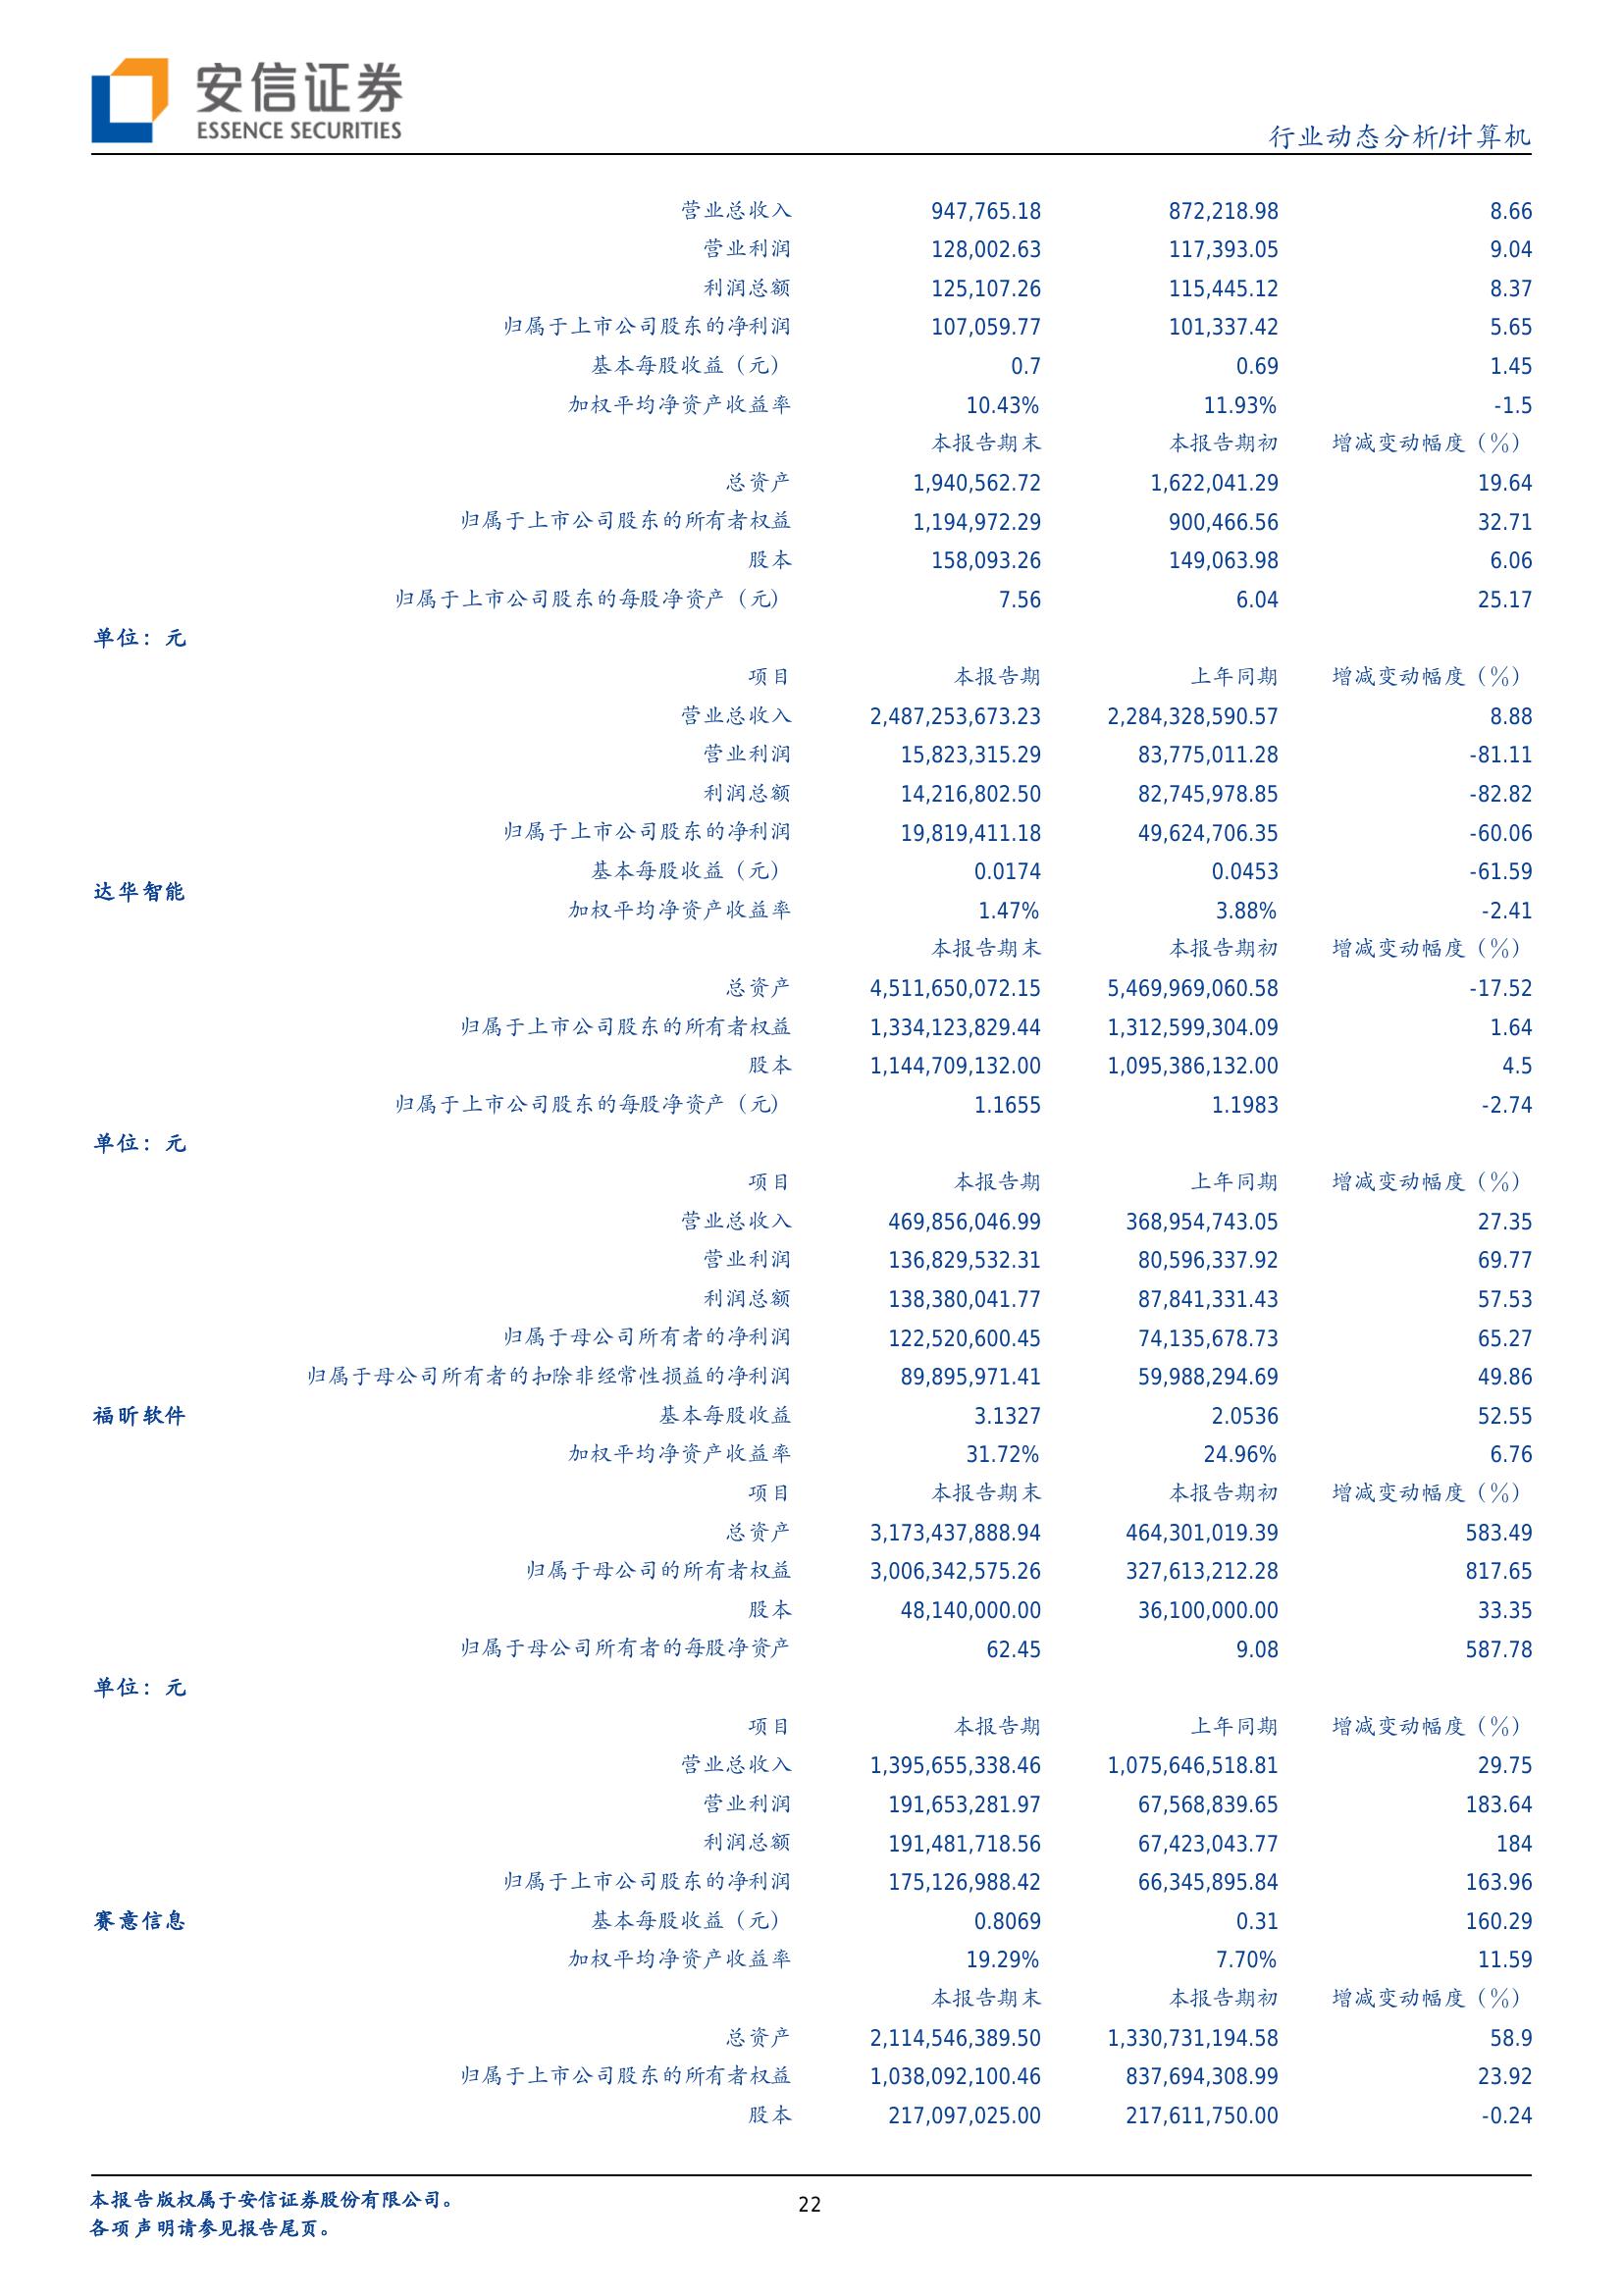 安信证券
ESSENCE SECURITIES
行业动态分析/计算机
营业总收入 947,765.18 872,218.98 8.66
营业利润 128,002.63 117,393.05 9.04
利润总额 125,107.26 115,445.12 8.37
归属于上市公司股东的净利润 107,059.77 101,337.42 5.65
基本每股收益（元） 0.7 0.69 1.45
加权平均净资产收益率 10.43% 11.93% -1.5
本报告期末 本报告期初 增减变动幅度（%）
总资产 1,940,562.72 1,622,041.29 19.64
归属于上市公司股东的所有者权益 1,194,972.29 900,466.56 32.71
股本 158,093.26 149,063.98 6.06
归属于上市公司股东的每股净资产（元） 7.56 6.04 25.17
单位：元
项目 本报告期 上年同期 增减变动幅度（%）
营业总收入 2,487,253,673.23 2,284,328,590.57 8.88
营业利润 15,823,315.29 83,775,011.28 -81.11
利润总额 14,216,802.50 82,745,978.85 -82.82
归属于上市公司股东的净利润 19,819,411.18 49,624,706.35 -60.06
基本每股收益（元） 0.0174 0.0453 -61.59
达华智能
加权平均净资产收益率 1.47% 3.88% -2.41
本报告期末 本报告期初 增减变动幅度（%）
总资产 4,511,650,072.15 5,469,969,060.58 -17.52
归属于上市公司股东的所有者权益 1,334,123,829.44 1,312,599,304.09 1.64
股本 1,144,709,132.00 1,095,386,132.00 4.5
归属于上市公司股东的每股净资产（元） 1.1655 1.1983 -2.74
单位：元
项目 本报告期 上年同期 增减变动幅度（%）
营业总收入 469,856,046.99 368,954,743.05 27.35
营业利润 136,829,532.31 80,596,337.92 69.77
利润总额 138,380,041.77 87,841,331.43 57.53
归属于母公司所有者的净利润 122,520,600.45 74,135,678.73 65.27
归属于母公司所有者的扣除非经常性损益的净利润 89,895,971.41 59,988,294.69 49.86
福昕软件 基本每股收益 3.1327 2.0536 52.55
加权平均净资产收益率 31.72% 24.96% 6.76
项目 本报告期末 本报告期初 增减变动幅度（%）
总资产 3,173,437,888.94 464,301,019.39 583.49
归属于母公司的所有者权益 3,006,342,575.26 327,613,212.28 817.65
股本 48,140,000.00 36,100,000.00 33.35
归属于母公司所有者的每股净资产 62.45 9.08 587.78
单位：元
项目 本报告期 上年同期 增减变动幅度（%）
营业总收入 1,395,655,338.46 1,075,646,518.81 29.75
营业利润 191,653,281.97 67,568,839.65 183.64
利润总额 191,481,718.56 67,423,043.77 184
归属于上市公司股东的净利润 175,126,988.42 66,345,895.84 163.96
赛意信息 基本每股收益（元） 0.8069 0.31 160.29
加权平均净资产收益率 19.29% 7.70% 11.59
本报告期末 本报告期初 增减变动幅度（%）
总资产 2,114,546,389.50 1,330,731,194.58 58.9
归属于上市公司股东的所有者权益 1,038,092,100.46 837,694,308.99 23.92
股本 217,097,025.00 217,611,750.00 -0.24
本报告版权属于安信证券股份有限公司。
22
各项声明请参见报告尾页。